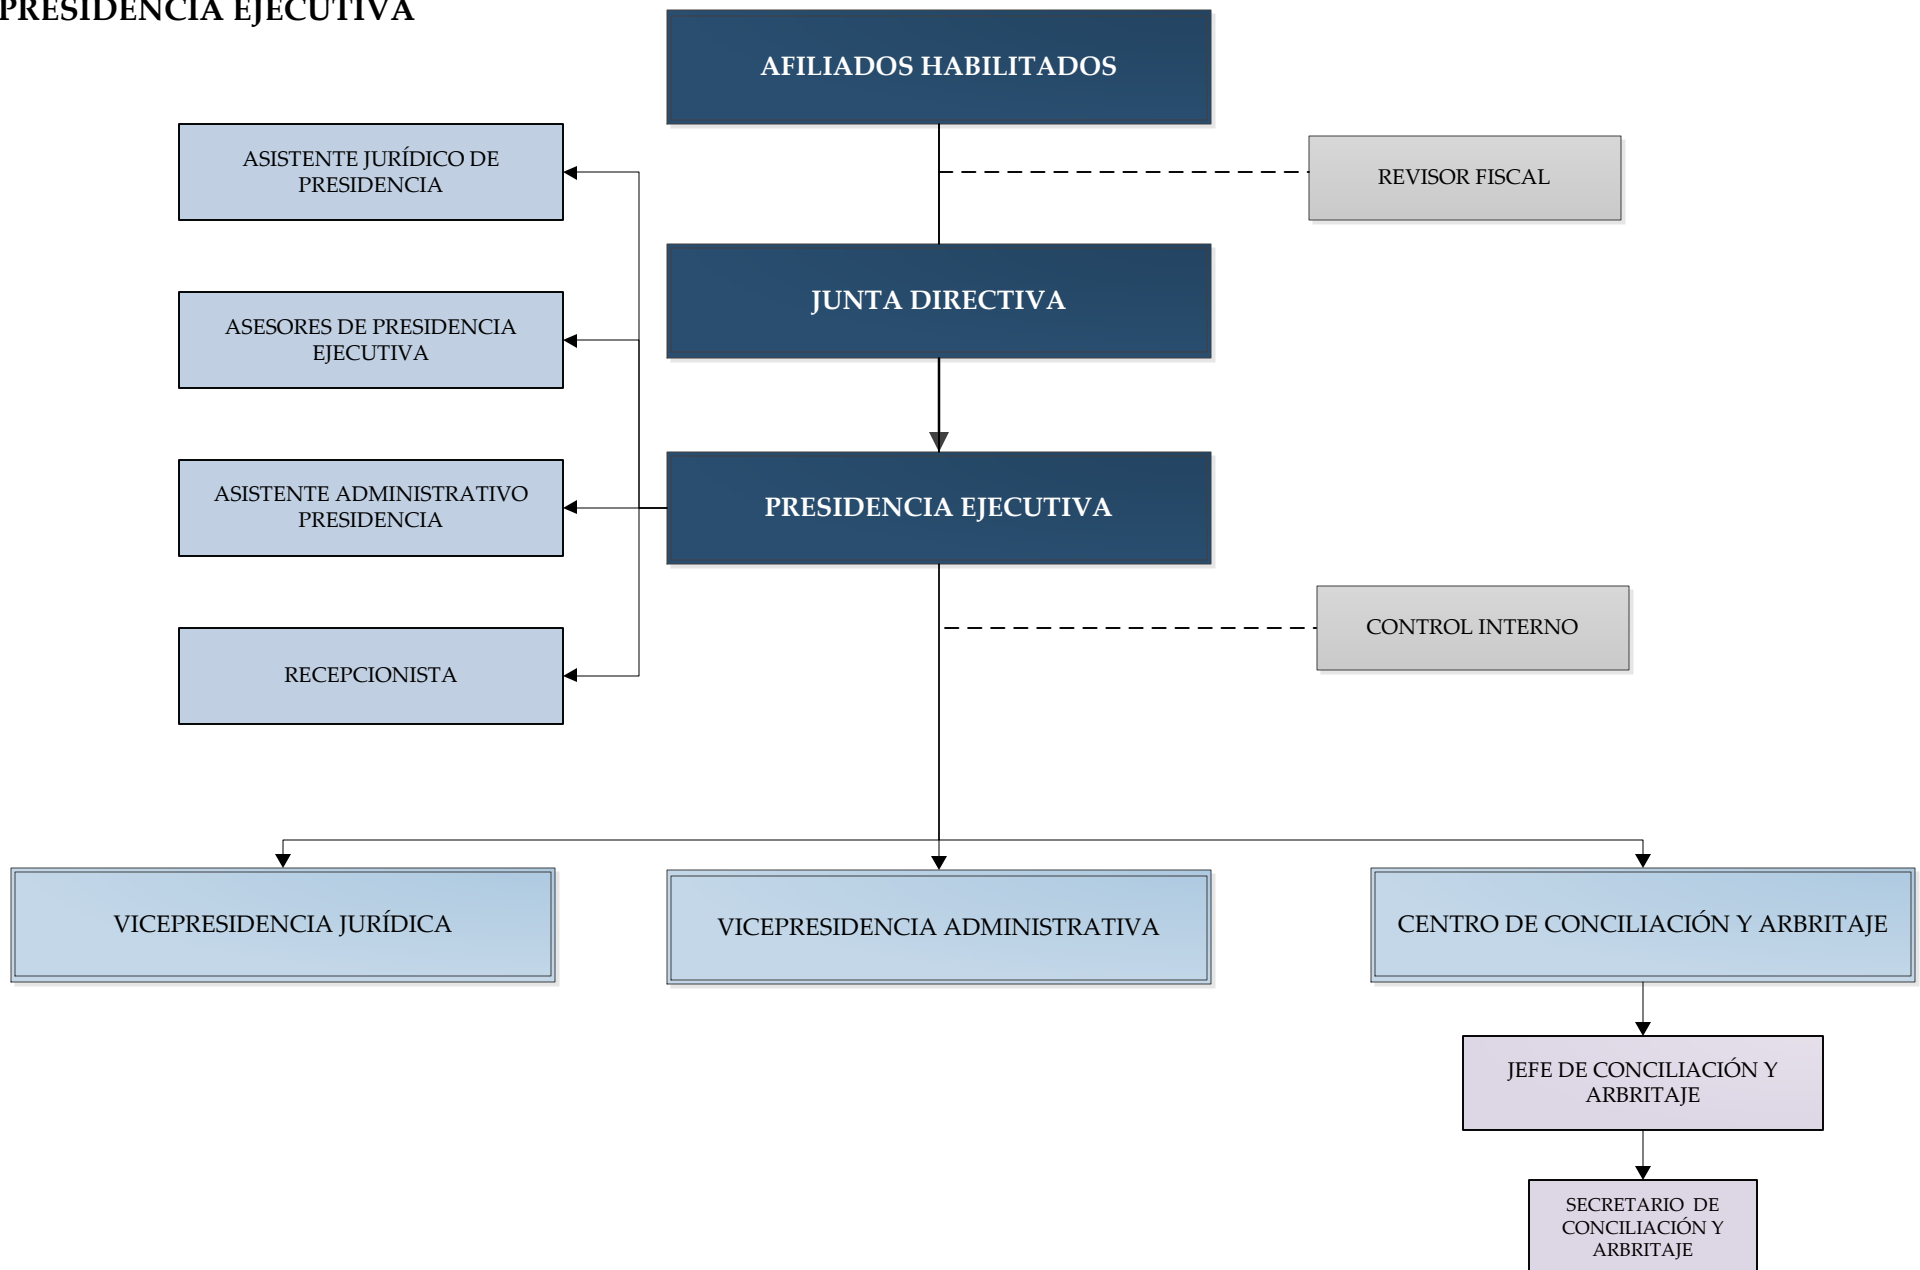 PRESIDENCIA EJECUTIVA
AFILIADOS HABILITADOS
ASISTENTE JURÍDICO DE
PRESIDENCIA
REVISOR FISCAL
JUNTA DIRECTIVA
ASESORES DE PRESIDENCIA
EJECUTIVA
ASISTENTE ADMINISTRATIVO
PRESIDENCIA
PRESIDENCIA EJECUTIVA
CONTROL INTERNO
RECEPCIONISTA
VICEPRESIDENCIA JURÍDICA
VICEPRESIDENCIA ADMINISTRATIVA
CENTRO DE CONCILIACIÓN Y ARBRITAJE
JEFE DE CONCILIACIÓN Y
ARBRITAJE
SECRETARIO DE
CONCILIACIÓN Y
ARBRITAJE